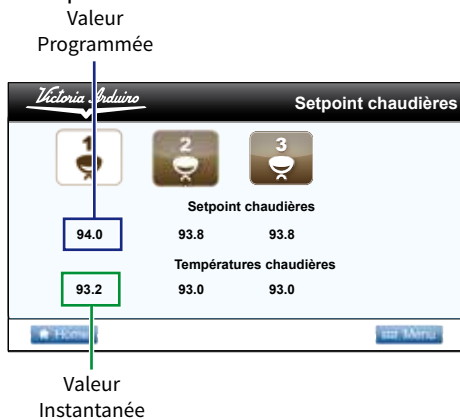 Valeur
Programmée
Victoria Arduino
Setpoint chaudières
1 2 3
Setpoint chaudières
94.0 93.8 93.8
Températures chaudières
93.2 93.0 93.0
Home Menu
Valeur
Instantanée